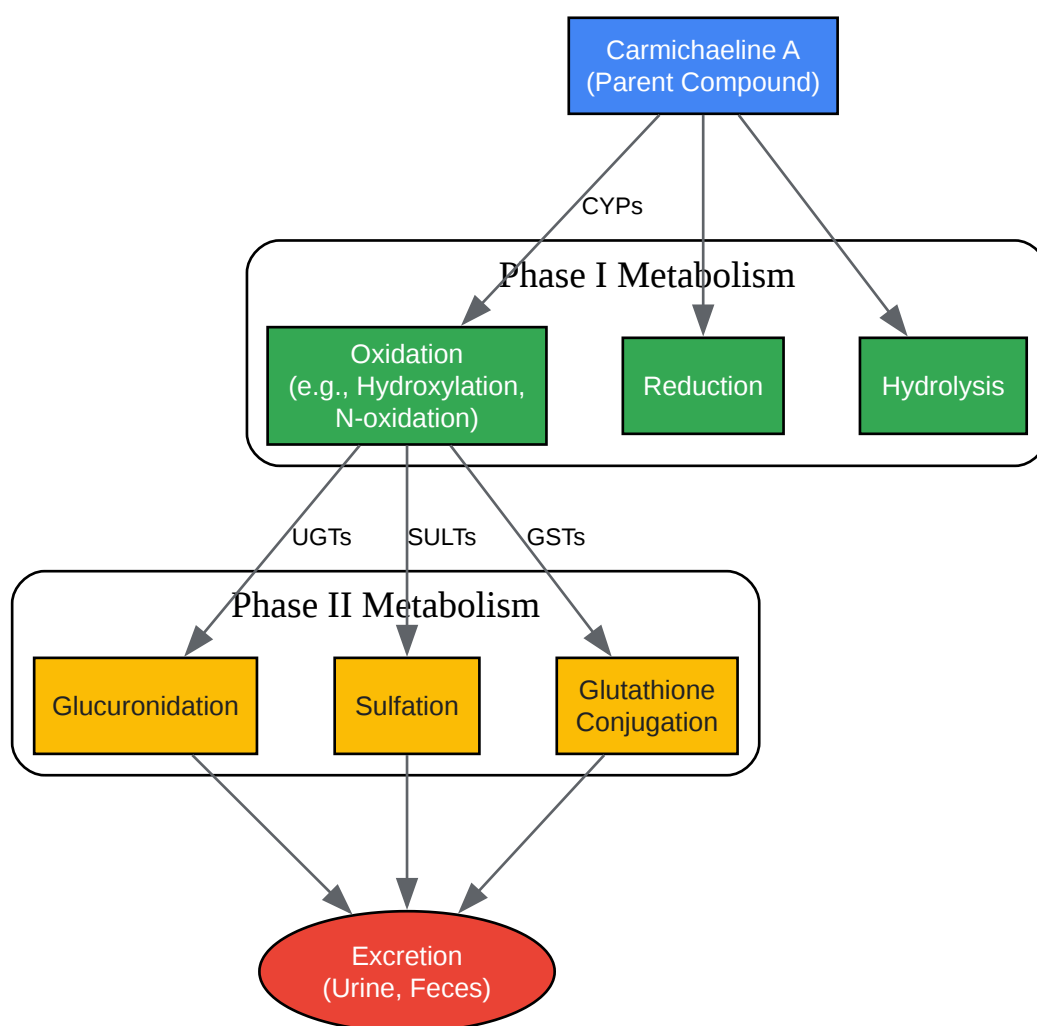 Carmichaeline A
(Parent Compound)
CYPs
Phase I Metabolism
Oxidation
(e.g., Hydroxylation,
N-oxidation)
Reduction
Hydrolysis
UGTs
SULTs
GSTs
Phase II Metabolism
Glucuronidation
Sulfation
Glutathione
Conjugation
Excretion
(Urine, Feces)